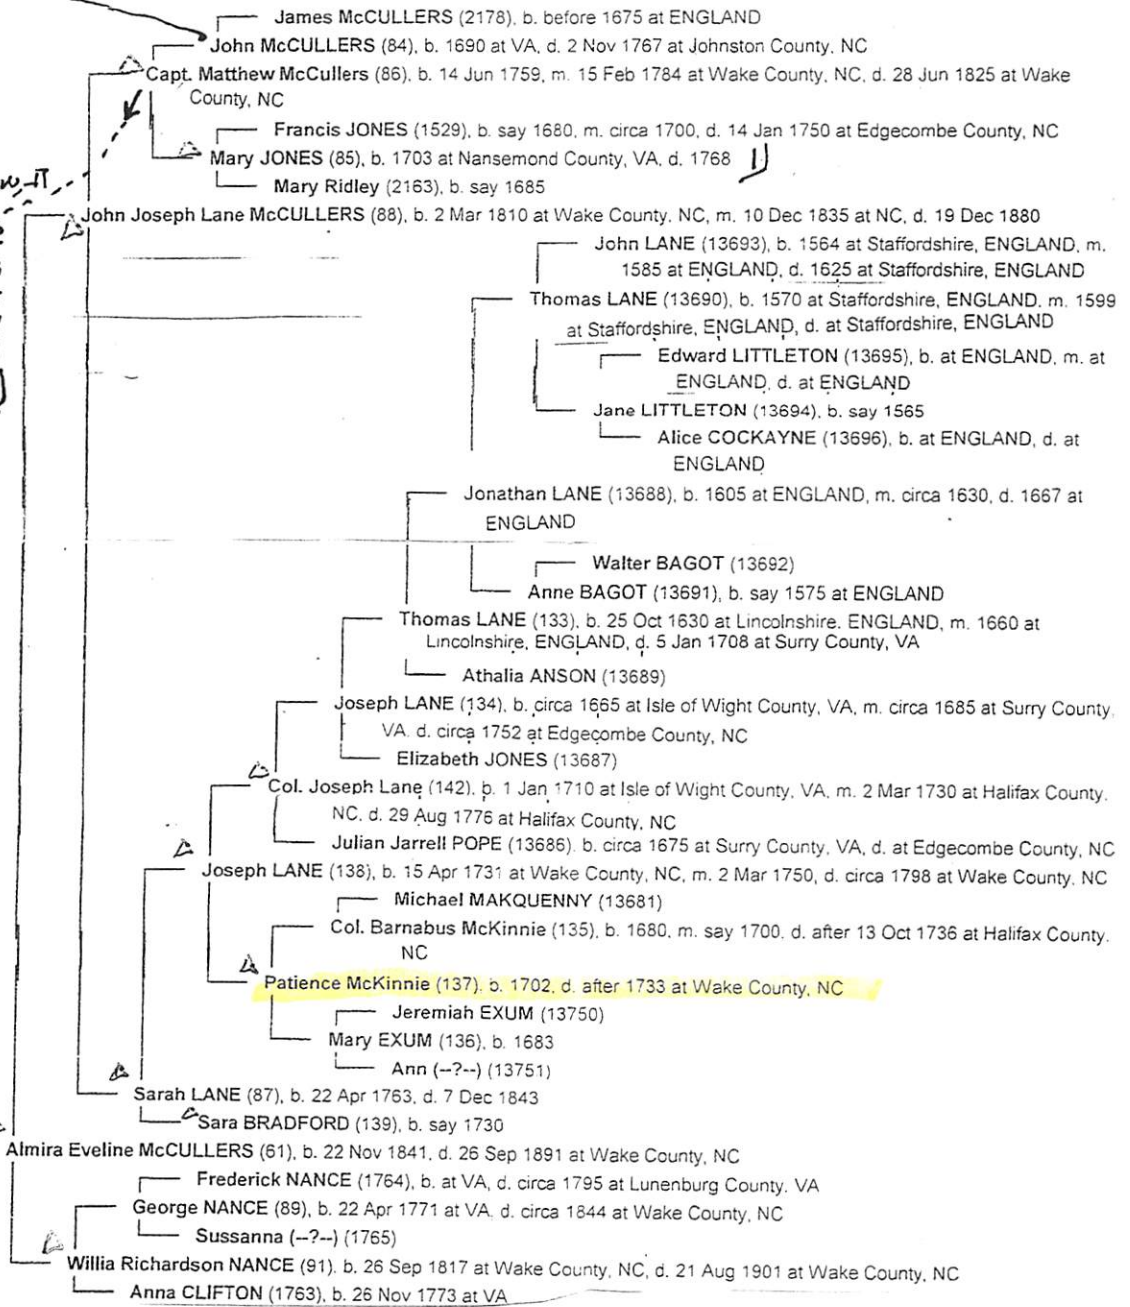 James McCULLERS (2178), b. before 1675 at ENGLAND
John McCULLERS (84), b. 1690 at VA, d. 2 Nov 1767 at Johnston County, NC
Capt. Matthew McCullers (86), b. 14 Jun 1759, m. 15 Feb 1784 at Wake County, NC, d. 28 Jun 1825 at Wake
County, NC
Francis JONES (1529), b. say 1680, m. circa 1700, d. 14 Jan 1750 at Edgecombe County, NC
Mary JONES (85), b. 1703 at Nansemond County, VA, d. 1768
Mary Ridley (2163), b. say 1685
John Joseph Lane McCULLERS (88), b. 2 Mar 1810 at Wake County, NC, m. 10 Dec 1835 at NC, d. 19 Dec 1880
John LANE (13693), b. 1564 at Staffordshire, ENGLAND, m.
1585 at ENGLAND, d. 1625 at Staffordshire, ENGLAND
Thomas LANE (13690), b. 1570 at Staffordshire, ENGLAND, m. 1599
at Staffordshire, ENGLAND, d. at Staffordshire, ENGLAND
Edward LITTLETON (13695), b. at ENGLAND, m. at
ENGLAND, d. at ENGLAND
Jane LITTLETON (13694), b. say 1565
Alice COCKAYNE (13696), b. at ENGLAND, d. at
ENGLAND
Jonathan LANE (13688), b. 1605 at ENGLAND, m. circa 1630, d. 1667 at
ENGLAND
Walter BAGOT (13692)
Anne BAGOT (13691), b. say 1575 at ENGLAND
Thomas LANE (133), b. 25 Oct 1630 at Lincolnshire, ENGLAND, m. 1660 at
Lincolnshire, ENGLAND, d. 5 Jan 1708 at Surry County, VA
Athalia ANSON (13689)
Joseph LANE (134), b. circa 1665 at Isle of Wight County, VA, m. circa 1685 at Surry County,
VA, d. circa 1752 at Edgecombe County, NC
Elizabeth JONES (13687)
Col. Joseph Lane (142), b. 1 Jan 1710 at Isle of Wight County, VA, m. 2 Mar 1730 at Halifax County,
NC, d. 29 Aug 1776 at Halifax County, NC
Julian Jarrell POPE (13686), b. circa 1675 at Surry County, VA, d. at Edgecombe County, NC
Joseph LANE (138), b. 15 Apr 1731 at Wake County, NC, m. 2 Mar 1750, d. circa 1798 at Wake County, NC
Michael MAKQUENNY (13681)
Col. Barnabus McKinnie (135), b. 1680, m. say 1700, d. after 13 Oct 1736 at Halifax County,
NC
Patience McKinnie (137), b. 1702, d. after 1733 at Wake County, NC
Jeremiah EXUM (13750)
Mary EXUM (136), b. 1683
Ann (--?--) (13751)
Sarah LANE (87), b. 22 Apr 1763, d. 7 Dec 1843
Sara BRADFORD (139), b. say 1730
Almira Eveline McCULLERS (61), b. 22 Nov 1841, d. 26 Sep 1891 at Wake County, NC
Frederick NANCE (1764), b. at VA, d. circa 1795 at Lunenburg County, VA
George NANCE (89), b. 22 Apr 1771 at VA, d. circa 1844 at Wake County, NC
Sussanna (--?--) (1765)
Willia Richardson NANCE (91), b. 26 Sep 1817 at Wake County, NC, d. 21 Aug 1901 at Wake County, NC
Anna CLIFTON (1763), b. 26 Nov 1773 at VA